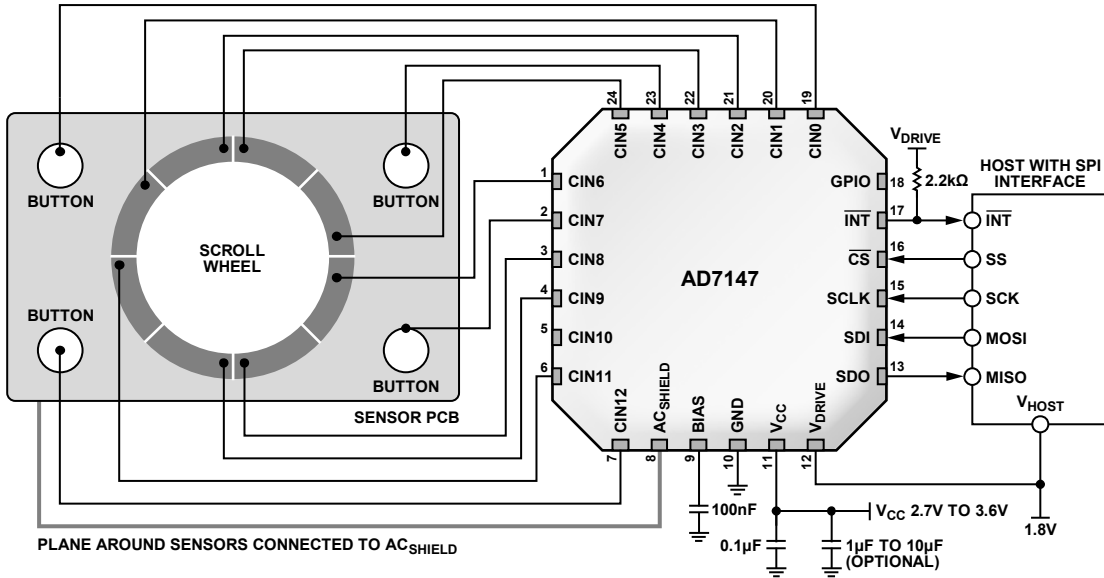 24
23
22
21
20
19
CIN5
CIN4
CIN3
CIN2
CIN1
CIN0
BUTTON
BUTTON
SCROLL
WHEEL
BUTTON
BUTTON
SENSOR PCB
1 CIN6
2 CIN7
3 CIN8
4 CIN9
5 CIN10
6 CIN11
AD7147
VDRIVE
2.2kΩ
HOST WITH SPI
INTERFACE
GPIO 18
INT 17 INT
CS 16 SS
SCLK 15 SCK
SDI 14 MOSI
SDO 13 MISO
VHOST
CIN12
ACSHIELD
BIAS
GND
VCC
VDRIVE
7
8
9
10
11
12
100nF
VCC 2.7V TO 3.6V
0.1µF
1µF TO 10µF
(OPTIONAL)
1.8V
PLANE AROUND SENSORS CONNECTED TO ACSHIELD